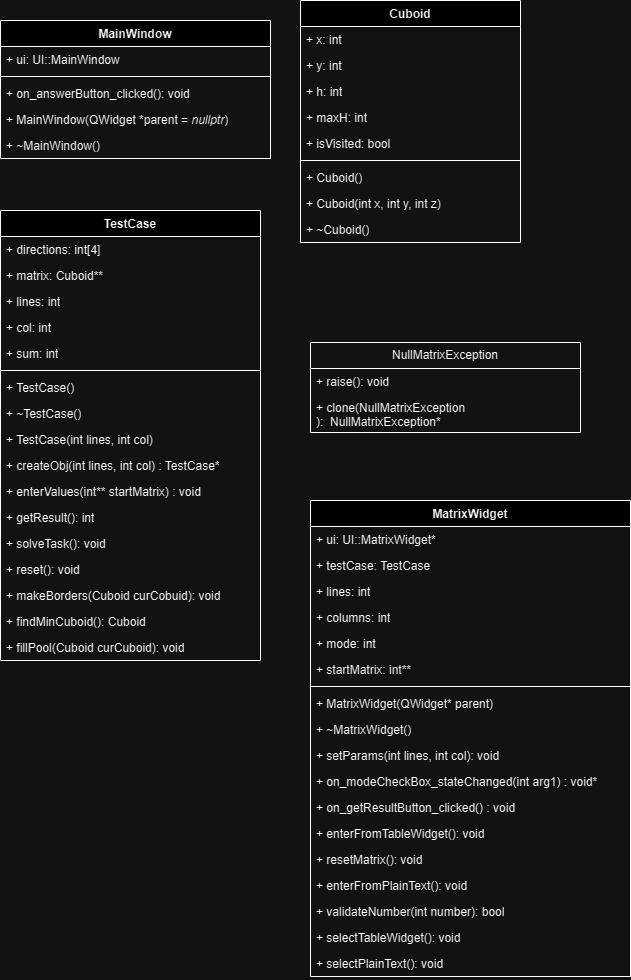 MainWindow
+ ui: UI::MainWindow
+ on_answerButton_clicked(): void
+ MainWindow(QWidget *parent = nullptr)
+ ~MainWindow()
Cuboid
+ x: int
+ y: int
+ h: int
+ maxH: int
+ isVisited: bool
+ Cuboid()
+ Cuboid(int x, int y, int z)
+ ~Cuboid()
TestCase
+ directions: int[4]
+ matrix: Cuboid**
+ lines: int
+ col: int
+ sum: int
+ TestCase()
+ ~TestCase()
+ TestCase(int lines, int col)
+ createObj(int lines, int col) : TestCase*
+ enterValues(int** startMatrix) : void
+ getResult(): int
+ solveTask(): void
+ reset(): void
+ makeBorders(Cuboid curCobuid): void
+ findMinCuboid(): Cuboid
+ fillPool(Cuboid curCuboid): void
NullMatrixException
+ raise(): void
+ clone(NullMatrixException
): NullMatrixException*
MatrixWidget
+ ui: UI::MatrixWidget*
+ testCase: TestCase
+ lines: int
+ columns: int
+ mode: int
+ startMatrix: int**
+ MatrixWidget(QWidget* parent)
+ ~MatrixWidget()
+ setParams(int lines, int col): void
+ on_modeCheckBox_stateChanged(int arg1) : void*
+ on_getResultButton_clicked() : void
+ enterFromTableWidget(): void
+ resetMatrix(): void
+ enterFromPlainText(): void
+ validateNumber(int number): bool
+ selectTableWidget(): void
+ selectPlainText(): void